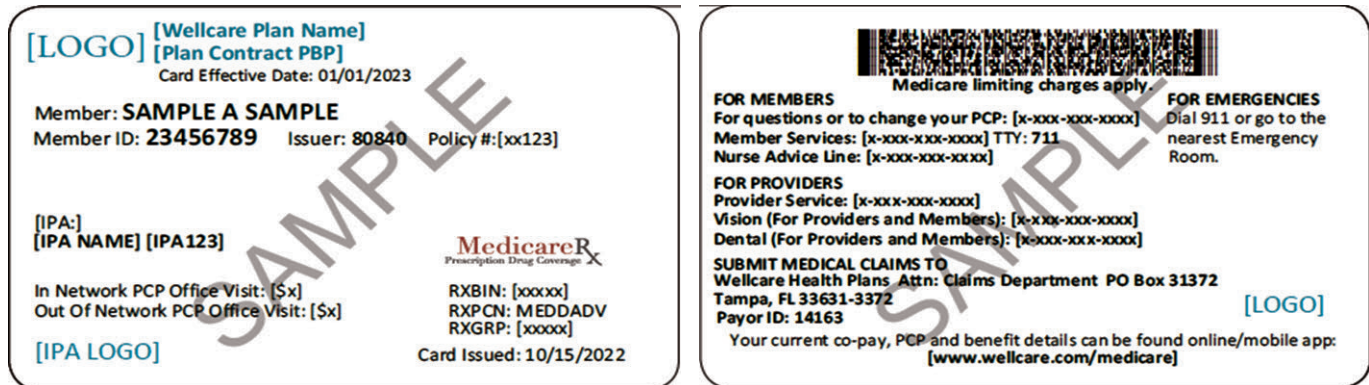 [LOGO] [Wellcare Plan Name]
[Plan Contract PBP]
Card Effective Date: 01/01/2023
Member: SAMPLE A SAMPLE
Member ID: 23456789 Issuer: 80840 Policy #:[xx123]
[IPA:]
[IPA NAME] [IPA123]
MedicareRx
Prescription Drug Coverage
In Network PCP Office Visit: [$x]
Out Of Network PCP Office Visit: [$x]
RXBIN: [xxxxx]
RXPCN: MEDDADV
RXGRP: [xxxxx]
[IPA LOGO]
Card Issued: 10/15/2022
SAMPLE
Medicare limiting charges apply.
FOR MEMBERS
For questions or to change your PCP: [x-xxx-xxx-xxxx]
Member Services: [x-xxx-xxx-xxxx] TTY: 711
Nurse Advice Line: [x-xxx-xxx-xxxx]
FOR EMERGENCIES
Dial 911 or go to the
nearest Emergency
Room.
FOR PROVIDERS
Provider Service: [x-xxx-xxx-xxxx]
Vision (For Providers and Members): [x-xxx-xxx-xxxx]
Dental (For Providers and Members): [x-xxx-xxx-xxxx]
SUBMIT MEDICAL CLAIMS TO
Wellcare Health Plans Attn: Claims Department PO Box 31372
Tampa, FL 33631-3372
Payor ID: 14163
[LOGO]
Your current co-pay, PCP and benefit details can be found online/mobile app:
[www.wellcare.com/medicare]
SAMPLE